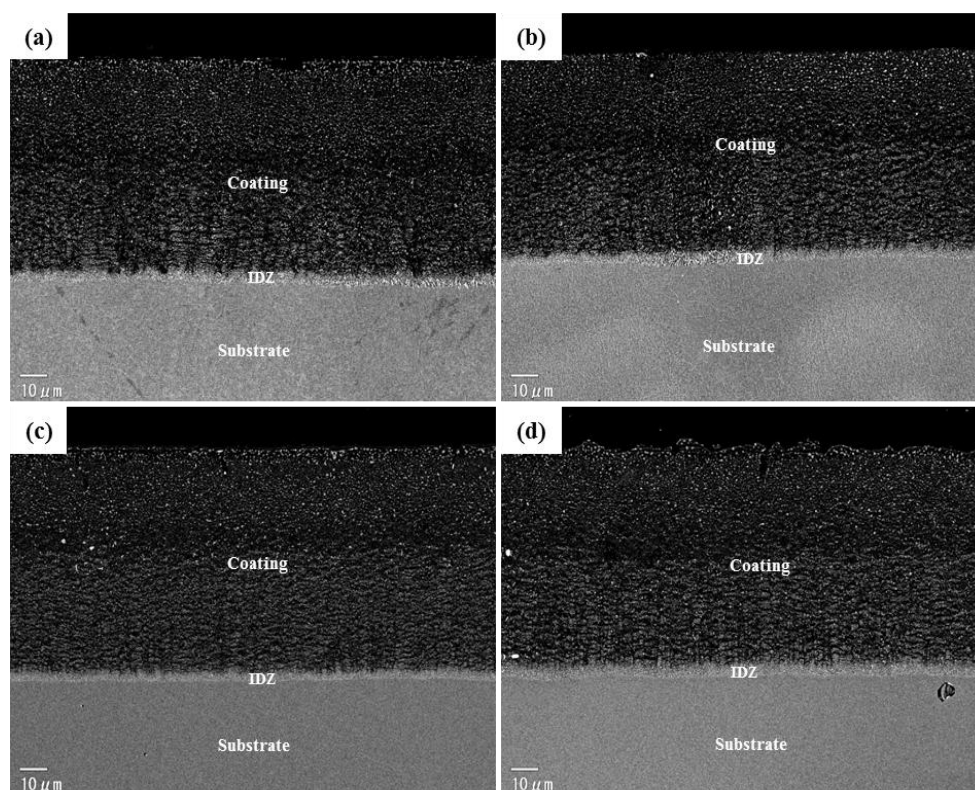 (a)
Coating
IDZ
Substrate
10 μm
(b)
Coating
IDZ
Substrate
10 μm
(c)
Coating
IDZ
Substrate
10 μm
(d)
Coating
IDZ
Substrate
10 μm